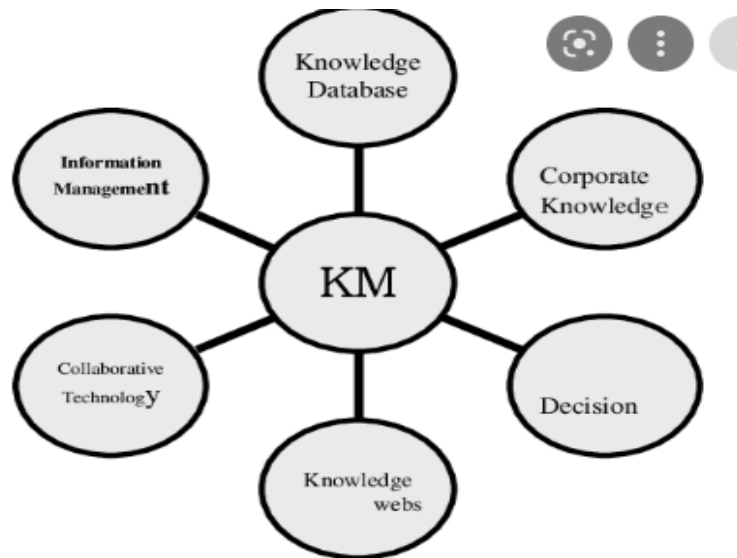 Knowledge
Database
Information
Management
Corporate
Knowledge
KM
Collaborative
Technology
Decision
Knowledge
webs